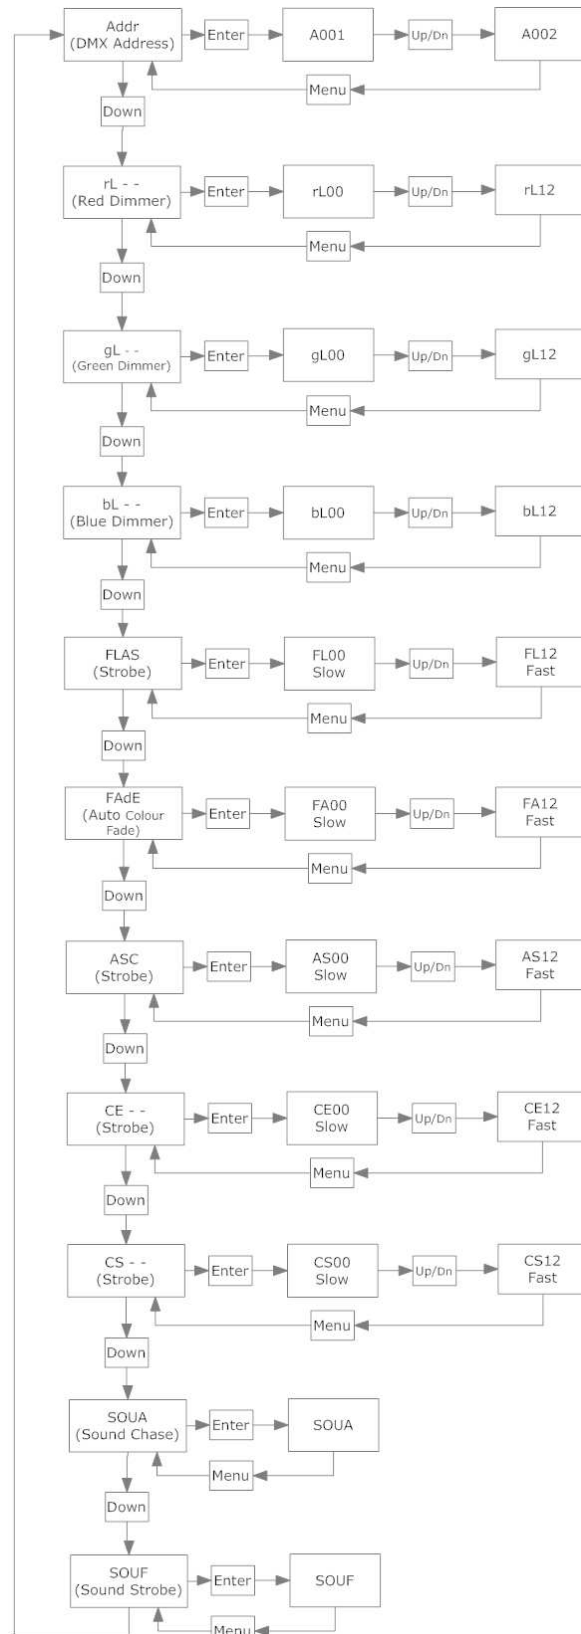 Addr
(DMX Address)
Enter
A001
Up/Dn
A002
Menu
Down
rL - -
(Red Dimmer)
Enter
rL00
Up/Dn
rL12
Menu
Down
gL - -
(Green Dimmer)
Enter
gL00
Up/Dn
gL12
Menu
Down
bL - -
(Blue Dimmer)
Enter
bL00
Up/Dn
bL12
Menu
Down
FLAS
(Strobe)
Enter
FL00
Slow
Up/Dn
FL12
Fast
Menu
Down
FAdE
(Auto Colour
Fade)
Enter
FA00
Slow
Up/Dn
FA12
Fast
Menu
Down
ASC
(Strobe)
Enter
AS00
Slow
Up/Dn
AS12
Fast
Menu
Down
CE - -
(Strobe)
Enter
CE00
Slow
Up/Dn
CE12
Fast
Menu
Down
CS - -
(Strobe)
Enter
CS00
Slow
Up/Dn
CS12
Fast
Menu
Down
SOUA
(Sound Chase)
Enter
SOUA
Menu
Down
SOUF
(Sound Strobe)
Enter
SOUF
Menu